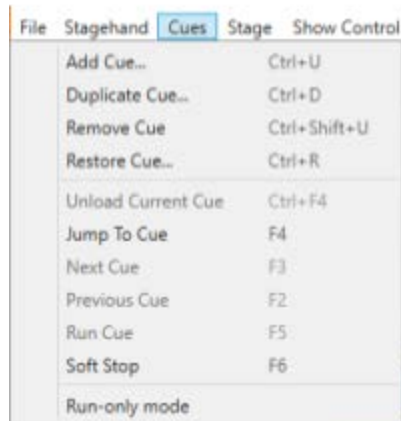 File Stagehand Cues Stage Show Control
Add Cue... Ctrl+U
Duplicate Cue... Ctrl+D
Remove Cue Ctrl+Shift+U
Restore Cue... Ctrl+R
Unload Current Cue Ctrl+F4
Jump To Cue F4
Next Cue F3
Previous Cue F2
Run Cue F5
Soft Stop F6
Run-only mode